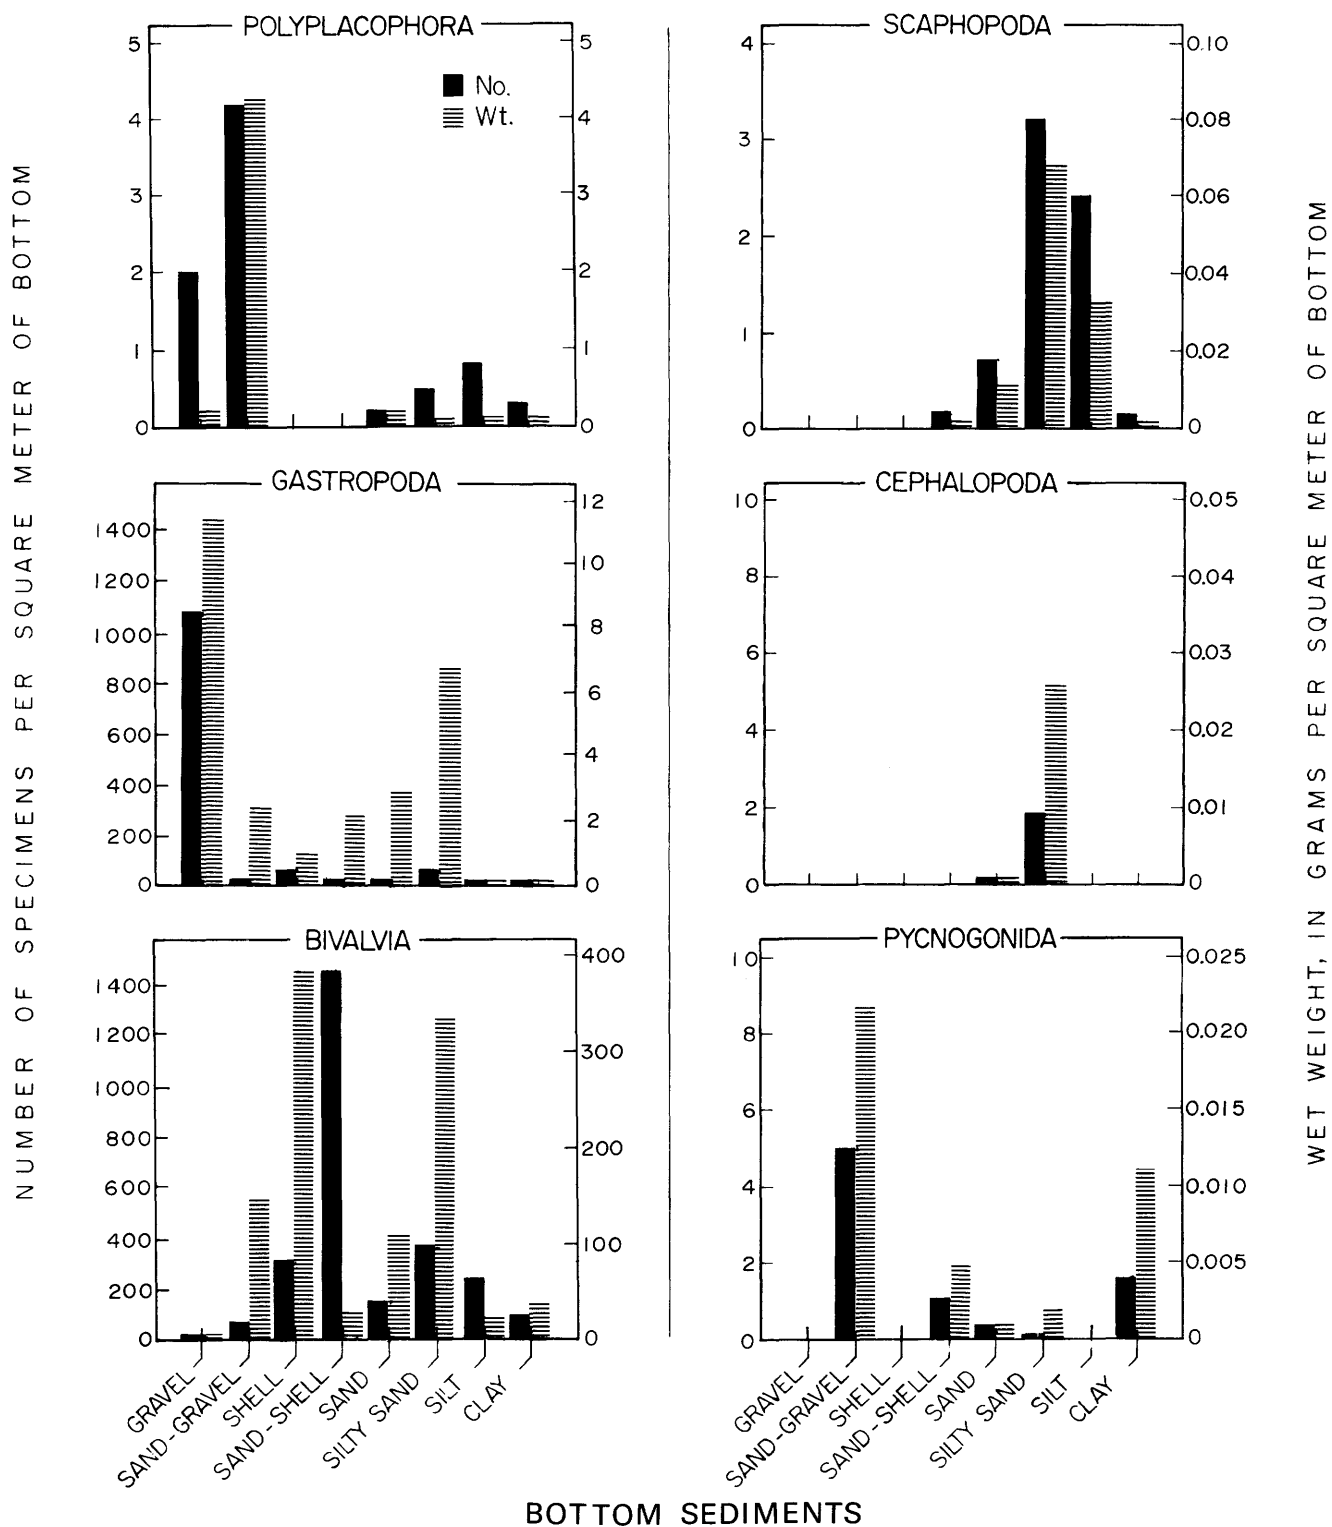 POLYPLACOPHORA
5
4
3
2
1
0
5
4
3
2
1
0
No.
Wt.
SCAPHOPODA
4
3
2
1
0
0.10
0.08
0.06
0.04
0.02
0
GASTROPODA
1400
1200
1000
800
600
400
200
0
12
10
8
6
4
2
0
CEPHALOPODA
10
8
6
4
2
0
0.05
0.04
0.03
0.02
0.01
0
BIVALVIA
1400
1200
1000
800
600
400
200
0
400
300
200
100
0
PYCNOGONIDA
10
8
6
4
2
0
0.025
0.020
0.015
0.010
0.005
0
GRAVEL
SAND-GRAVEL
SHELL
SAND-SHELL
SAND
SILTY SAND
SILT
CLAY
GRAVEL
SAND-GRAVEL
SHELL
SAND-SHELL
SAND
SILTY SAND
SILT
CLAY
NUMBER OF SPECIMENS PER SQUARE METER OF BOTTOM
WET WEIGHT, IN GRAMS PER SQUARE METER OF BOTTOM
BOTTOM SEDIMENTS